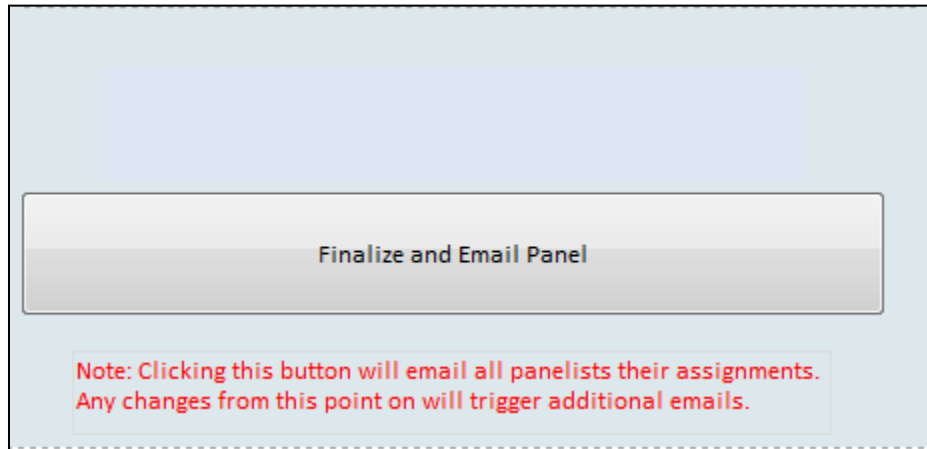 Finalize and Email Panel
Note: Clicking this button will email all panelists their assignments.
Any changes from this point on will trigger additional emails.